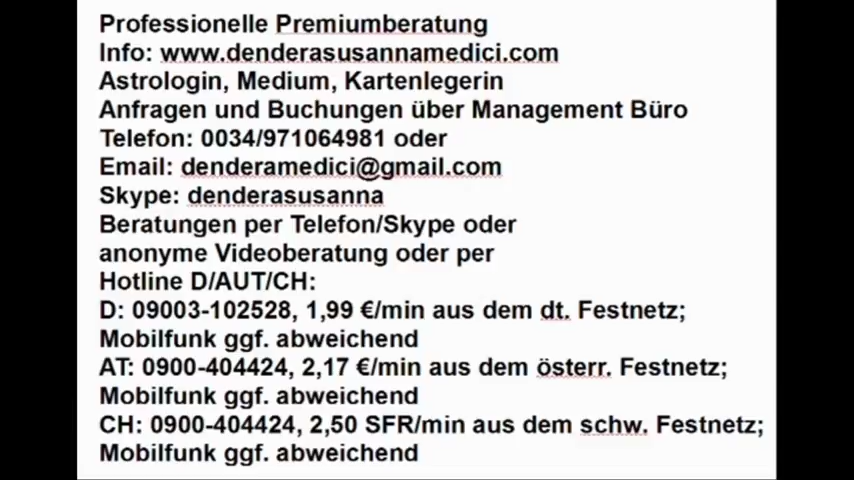 Professionelle Premiumberatung
Info: www.denderasusannamedici.com
Astrologin, Medium, Kartenlegerin
Anfragen und Buchungen über Management Büro
Telefon: 0034/971064981 oder
Email: denderamedici@gmail.com
Skype: denderasusanna
Beratungen per Telefon/Skype oder
anonyme Videoberatung oder per
Hotline D/AUT/CH:
D: 09003-102528, 1,99 €/min aus dem dt. Festnetz;
Mobilfunk ggf. abweichend
AT: 0900-404424, 2,17 €/min aus dem österr. Festnetz;
Mobilfunk ggf. abweichend
CH: 0900-404424, 2,50 SFR/min aus dem schw. Festnetz;
Mobilfunk ggf. abweichend